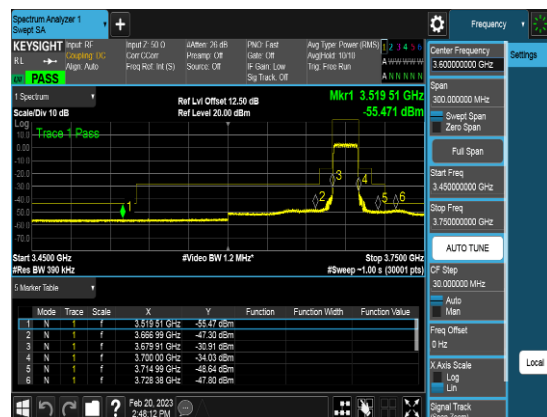 Spectrum Analyzer 1
Swept SA
Frequency
KEYSIGHT
Input: RF
Coupling: DC
Align: Auto
Input Z: 50 Ω
Corr CCorr
Freq Ref: Int (S)
#Atten: 26 dB
Preamp: Off
Source: Off
PNO: Fast
Gate: Off
IF Gain: Low
Sig Track: Off
Avg Type: Power (RMS)
Avg|Hold: 10/10
Trig: Free Run
1 2 3 4 5 6
A W W W W W
A N N N N N
RL
PASS
1 Spectrum
Scale/Div 10 dB
Ref Lvl Offset 12.50 dB
Ref Level 20.00 dBm
Mkr1 3.519 51 GHz
-55.471 dBm
Log
Trace 1 Pass
10.0
0.00
-10.0
-20.0
-30.0
-40.0
-50.0
-60.0
-70.0
1
2
3
4
5
6
Start 3.4500 GHz
#Video BW 1.2 MHz*
Stop 3.7500 GHz
#Res BW 390 kHz
#Sweep ~1.00 s (30001 pts)
5 Marker Table
Mode Trace Scale X Y Function Function Width Function Value
1 N 1 f 3.519 51 GHz -55.47 dBm
2 N 1 f 3.666 99 GHz -47.30 dBm
3 N 1 f 3.679 91 GHz -30.91 dBm
4 N 1 f 3.700 00 GHz -34.03 dBm
5 N 1 f 3.714 99 GHz -48.64 dBm
6 N 1 f 3.728 38 GHz -47.80 dBm
Feb 20, 2023
2:48:12 PM
Center Frequency
3.600000000 GHz
Span
300.000000 MHz
Swept Span
Zero Span
Full Span
Start Freq
3.450000000 GHz
Stop Freq
3.750000000 GHz
AUTO TUNE
CF Step
30.000000 MHz
Auto
Man
Freq Offset
0 Hz
X Axis Scale
Log
Lin
Signal Track
Settings
Local